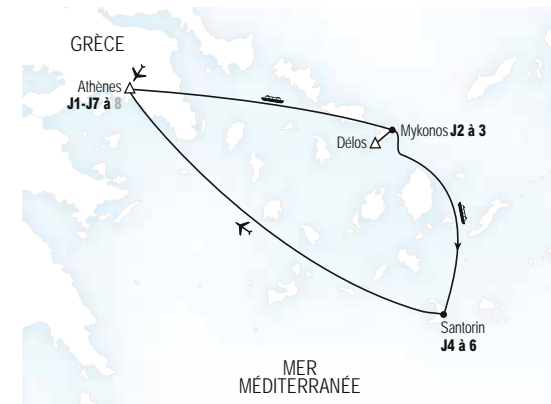 GRÈCE
Athènes
J1-J7 à 8
Mykonos J2 à 3
Délos
Santorin
J4 à 6
MER
MÉDITERRANÉE